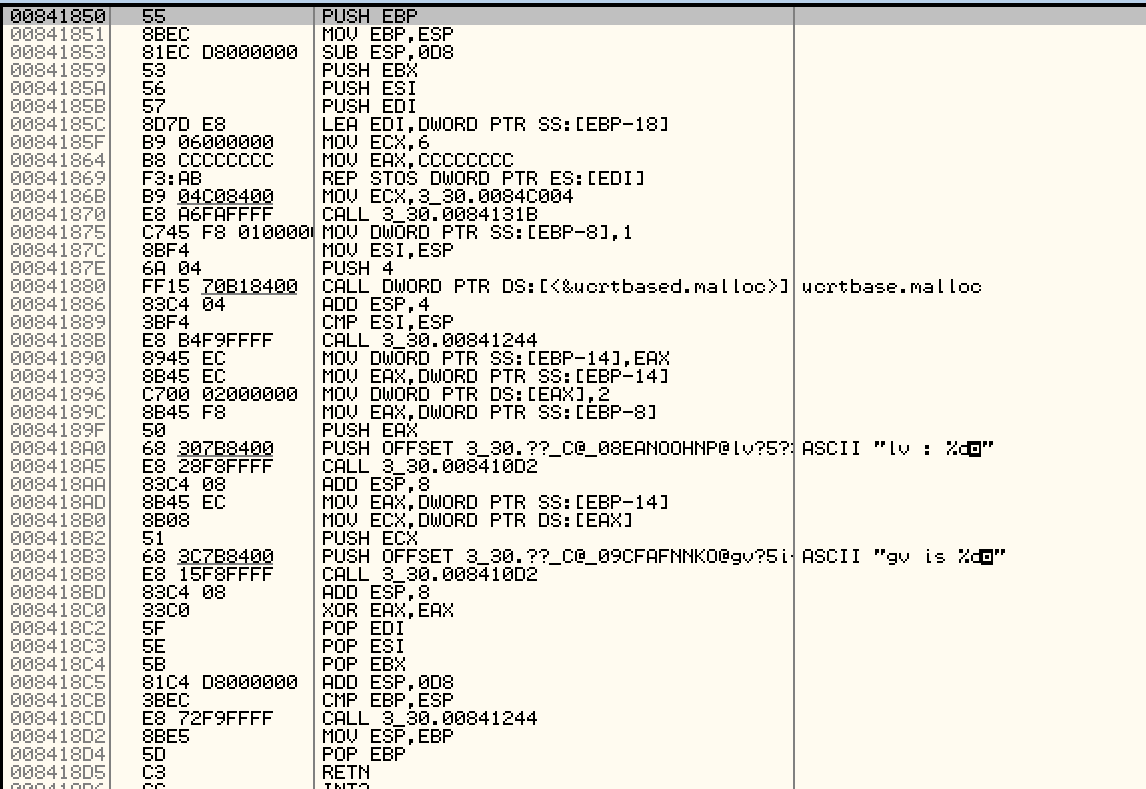 00841850 55 PUSH EBP
00841851 8BEC MOV EBP,ESP
00841853 81EC D8000000 SUB ESP,0D8
00841859 53 PUSH EBX
0084185A 56 PUSH ESI
0084185B 57 PUSH EDI
0084185C 8D7D E8 LEA EDI,DWORD PTR SS:[EBP-18]
0084185F B9 06000000 MOV ECX,6
00841864 B8 CCCCCCCC MOV EAX,CCCCCCCC
00841869 F3:AB REP STOS DWORD PTR ES:[EDI]
0084186B B9 04C08400 MOV ECX,3_30.0084C004
00841870 E8 A6FAFFFF CALL 3_30.0084131B
00841875 C745 F8 010000 MOV DWORD PTR SS:[EBP-8],1
0084187C 8BF4 MOV ESI,ESP
0084187E 6A 04 PUSH 4
00841880 FF15 70B18400 CALL DWORD PTR DS:[<&ucrtbased.malloc>] ucrtbase.malloc
00841886 83C4 04 ADD ESP,4
00841889 3BF4 CMP ESI,ESP
0084188B E8 B4F9FFFF CALL 3_30.00841244
00841890 8945 EC MOV DWORD PTR SS:[EBP-14],EAX
00841893 8B45 EC MOV EAX,DWORD PTR SS:[EBP-14]
00841896 C700 02000000 MOV DWORD PTR DS:[EAX],2
0084189C 8B45 F8 MOV EAX,DWORD PTR SS:[EBP-8]
0084189F 50 PUSH EAX
008418A0 68 307B8400 PUSH OFFSET 3_30.??_C@_08EANOOHNP@lv?5?: ASCII "lv : %d"
008418A5 E8 28F8FFFF CALL 3_30.008410D2
008418AA 83C4 08 ADD ESP,8
008418AD 8B45 EC MOV EAX,DWORD PTR SS:[EBP-14]
008418B0 8B08 MOV ECX,DWORD PTR DS:[EAX]
008418B2 51 PUSH ECX
008418B3 68 3C7B8400 PUSH OFFSET 3_30.??_C@_09CFAFNNKO@gv?5i ASCII "gv is %d"
008418B8 E8 15F8FFFF CALL 3_30.008410D2
008418BD 83C4 08 ADD ESP,8
008418C0 33C0 XOR EAX,EAX
008418C2 5F POP EDI
008418C3 5E POP ESI
008418C4 5B POP EBX
008418C5 81C4 D8000000 ADD ESP,0D8
008418CB 3BEC CMP EBP,ESP
008418CD E8 72F9FFFF CALL 3_30.00841244
008418D2 8BE5 MOV ESP,EBP
008418D4 5D POP EBP
008418D5 C3 RETN